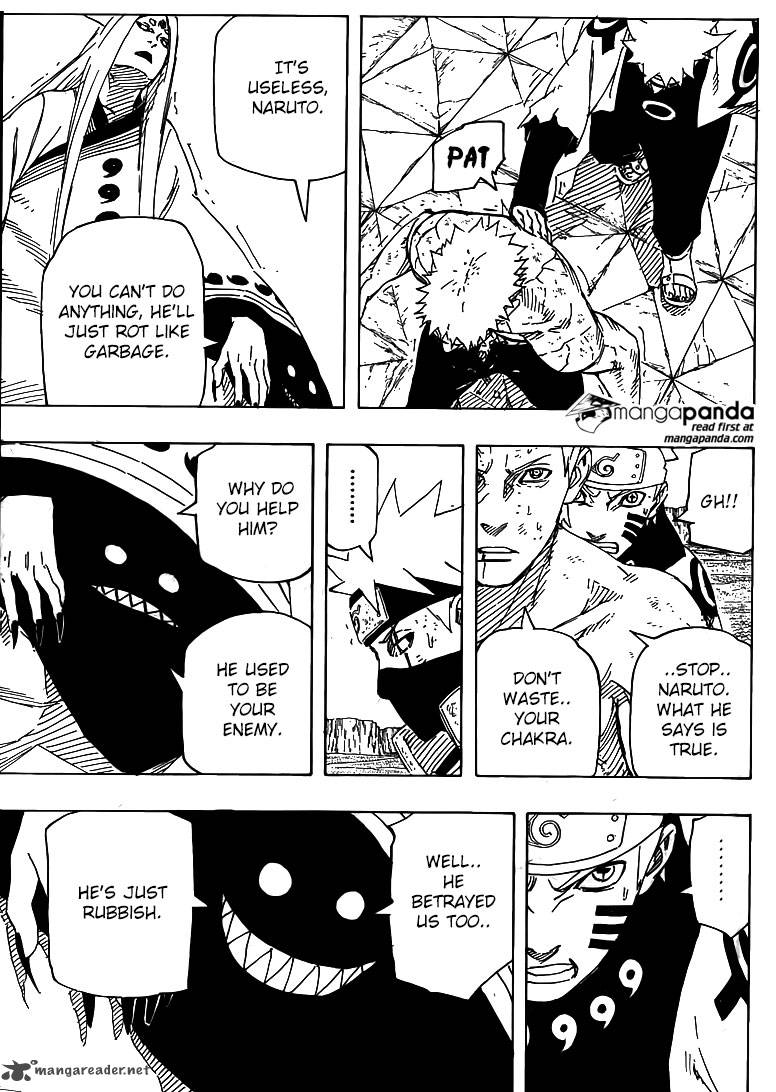 IT'S
USELESS,
NARUTO.
YOU CAN'T DO
ANYTHING, HE'LL
JUST ROT LIKE
GARBAGE.
PAT
mangapanda
read first at
mangapanda.com
WHY DO
YOU HELP
HIM?
HE USED
TO BE
YOUR
ENEMY.
.........
GH!!
..STOP..
NARUTO.
WHAT HE
SAYS IS
TRUE.
DON'T
WASTE..
YOUR
CHAKRA.
HE'S JUST
RUBBISH.
WELL..
HE
BETRAYED
US TOO..
.......
mangareader.net